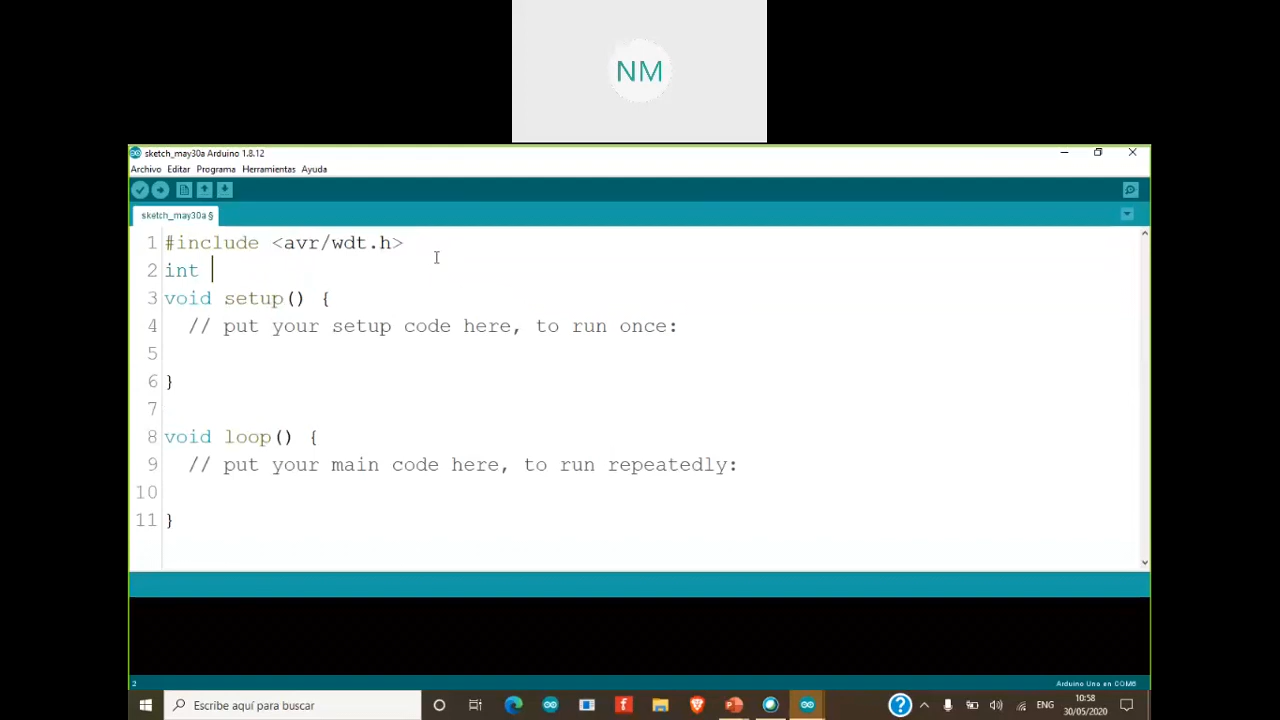 NM
sketch_may30a Arduino 1.8.12
Archivo Editar Programa Herramientas Ayuda
sketch_may30a §
1 #include <avr/wdt.h>
2 int
3 void setup() {
4 // put your setup code here, to run once:
5
6 }
7
8 void loop() {
9 // put your main code here, to run repeatedly:
10
11 }
2 Arduino Uno en COM6
Escribe aquí para buscar
ENG
10:58
30/05/2020